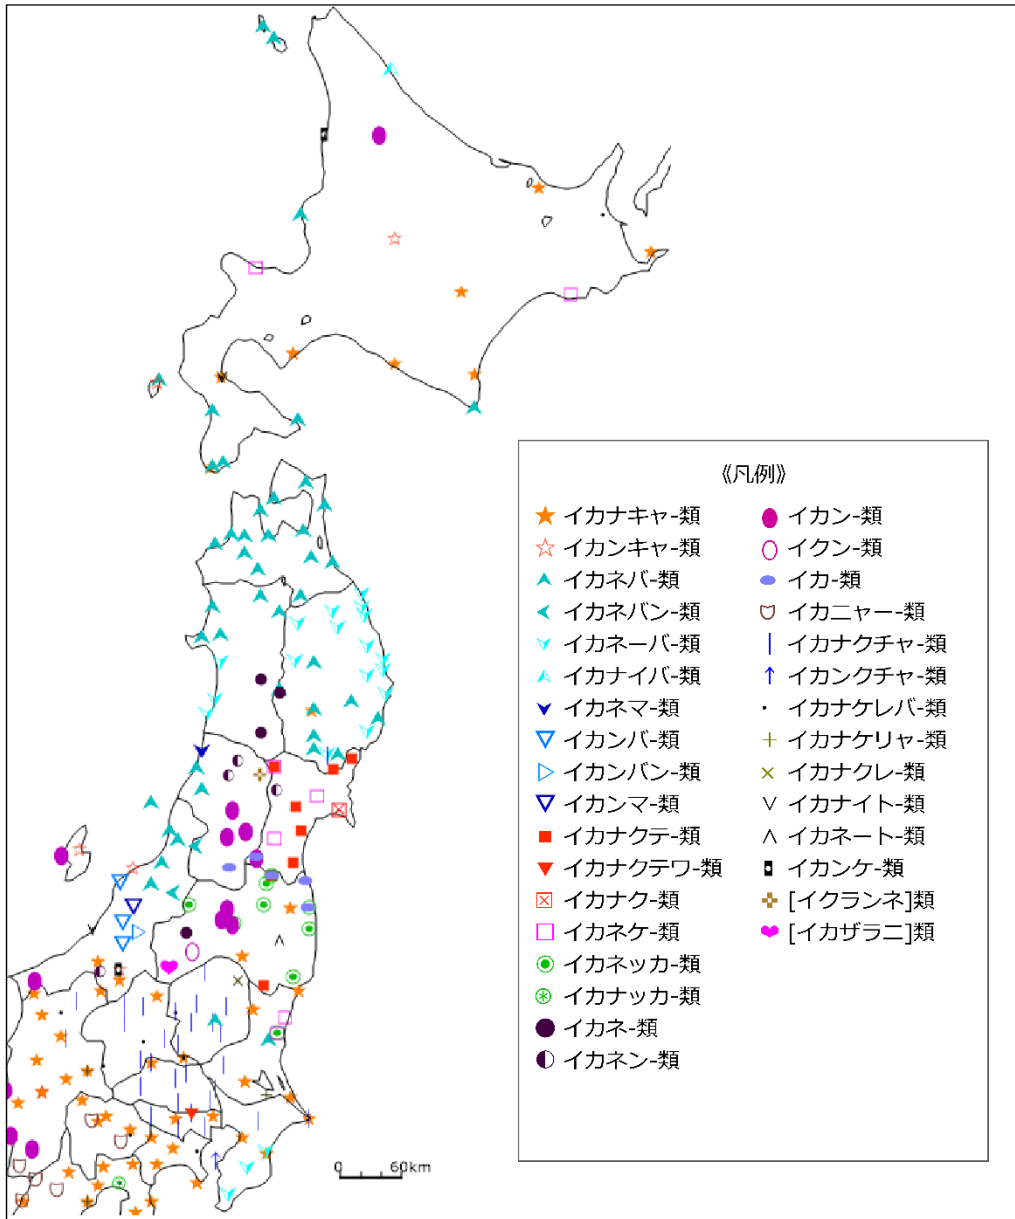 《凡例》
イカナキャ-類
イカンキャ-類
イカネバ-類
イカネバン-類
イカネーバ-類
イカナイバ-類
イカネマ-類
イカンバ-類
イカンバン-類
イカンマ-類
イカナクテ-類
イカナクテワ-類
イカナク-類
イカネケ-類
イカネッカ-類
イカナッカ-類
イカネ-類
イカネン-類
イカン-類
イクン-類
イカ-類
イカニャー-類
イカナクチャ-類
イカンクチャ-類
イカナケレバ-類
イカナケリャ-類
イカナクレ-類
イカナイト-類
イカネート-類
イカンケ-類
[イクランネ]類
[イカザラニ]類
0 60km